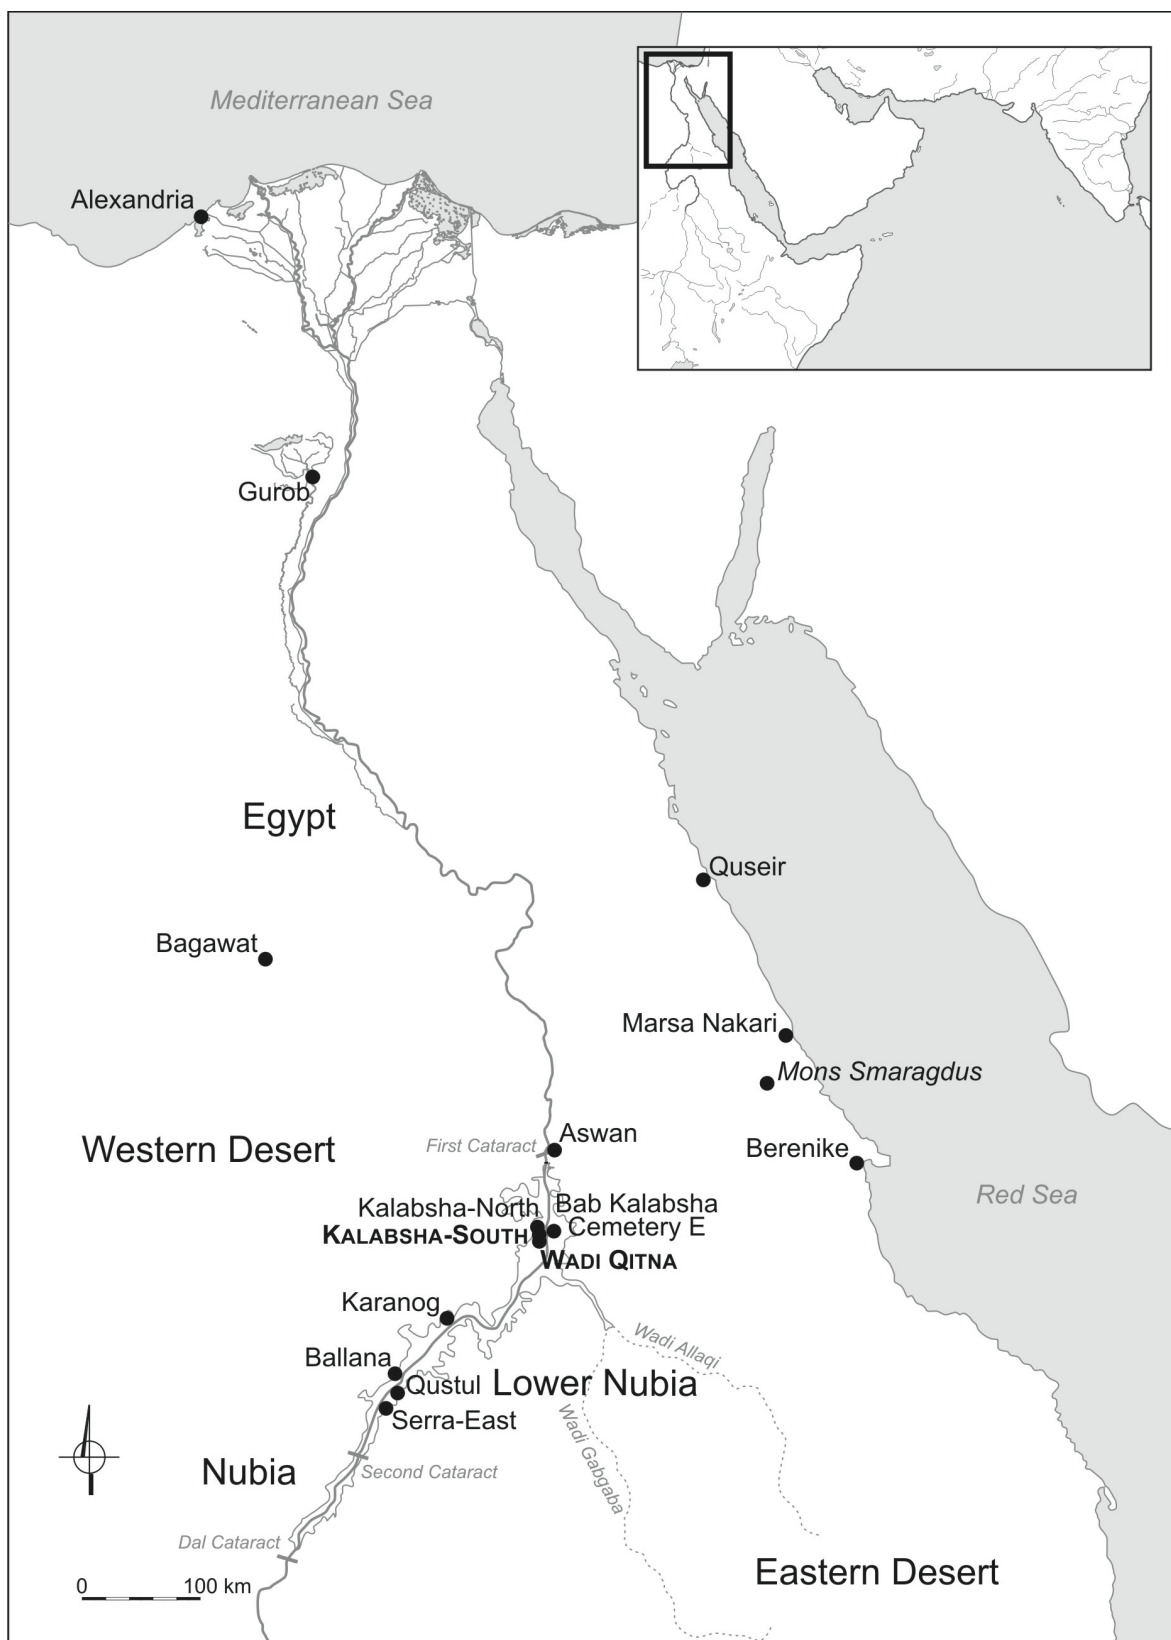 Mediterranean Sea
Alexandria
Gurob
Egypt
Quseir
Bagawat
Marsa Nakari
Mons Smaragdus
Western Desert
First Cataract
Aswan
Berenike
Red Sea
Kalabsha-North
Bab Kalabsha
KALABSHA-SOUTH
Cemetery E
WADI QITNA
Karanog
Wadi Allaqi
Ballana
Qustul
Lower Nubia
Serra-East
Wadi Gabgaba
Nubia
Second Cataract
Dal Cataract
Eastern Desert
0 100 km